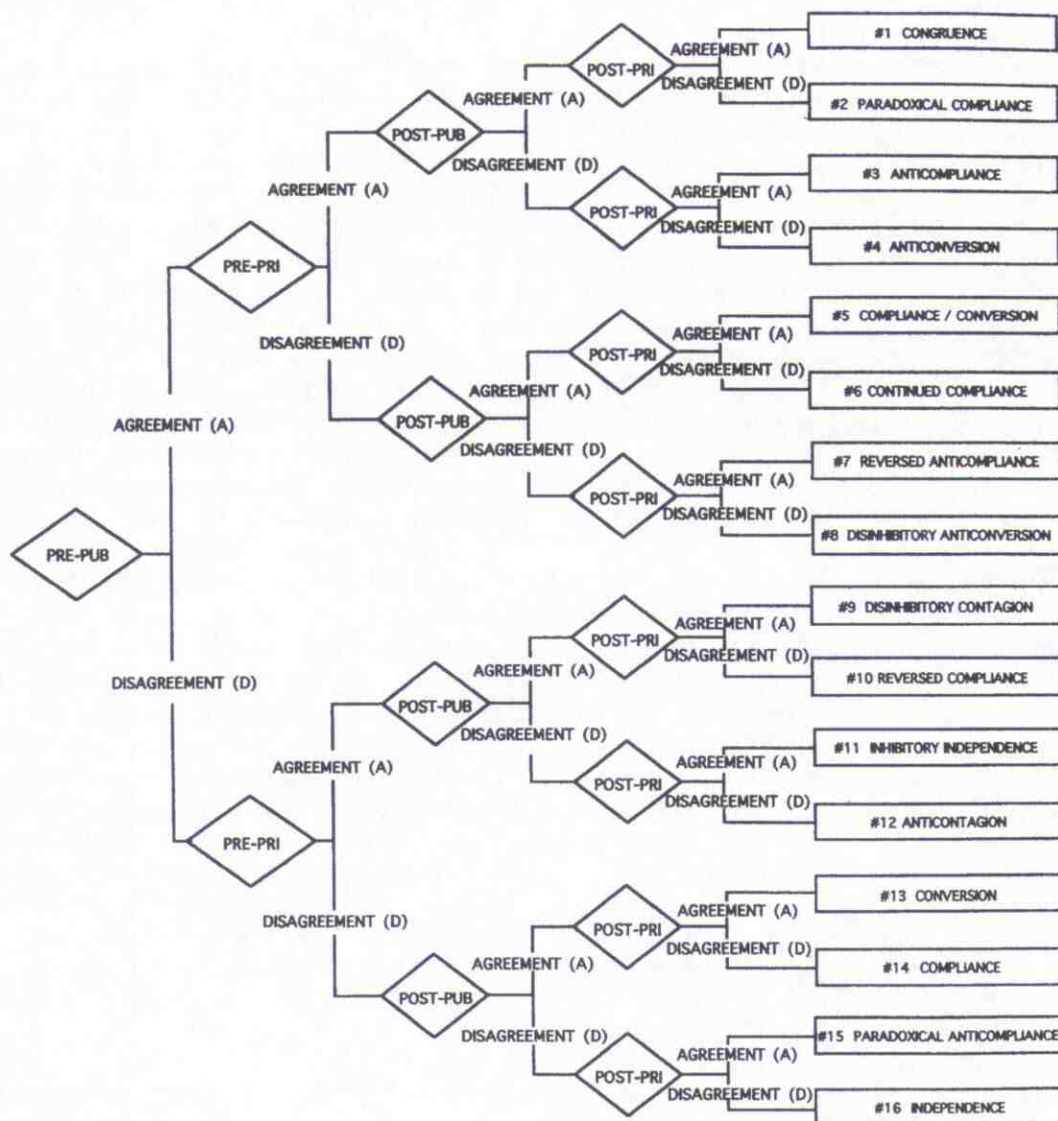 #1 CONGRUENCE
AGREEMENT (A)
POST-PRI
DISAGREEMENT (D)
AGREEMENT (A)
#2 PARADOXICAL COMPLIANCE
POST-PUB
DISAGREEMENT (D)
#3 ANTICOMPLIANCE
AGREEMENT (A)
AGREEMENT (A)
POST-PRI
DISAGREEMENT (D)
#4 ANTICONVERSION
PRE-PRI
#5 COMPLIANCE / CONVERSION
AGREEMENT (A)
DISAGREEMENT (D)
POST-PRI
DISAGREEMENT (D)
AGREEMENT (A)
#6 CONTINUED COMPLIANCE
POST-PUB
AGREEMENT (A)
DISAGREEMENT (D)
#7 REVERSED ANTICOMPLIANCE
AGREEMENT (A)
POST-PRI
DISAGREEMENT (D)
#8 DISINHIBITORY ANTICONVERSION
PRE-PUB
#9 DISINHIBITORY CONTAGION
AGREEMENT (A)
POST-PRI
DISAGREEMENT (D)
AGREEMENT (A)
#10 REVERSED COMPLIANCE
DISAGREEMENT (D)
POST-PUB
DISAGREEMENT (D)
#11 INHIBITORY INDEPENDENCE
AGREEMENT (A)
AGREEMENT (A)
POST-PRI
DISAGREEMENT (D)
#12 ANTICONTAGION
PRE-PRI
#13 CONVERSION
AGREEMENT (A)
DISAGREEMENT (D)
POST-PRI
DISAGREEMENT (D)
AGREEMENT (A)
#14 COMPLIANCE
POST-PUB
DISAGREEMENT (D)
#15 PARADOXICAL ANTICOMPLIANCE
AGREEMENT (A)
POST-PRI
DISAGREEMENT (D)
#16 INDEPENDENCE